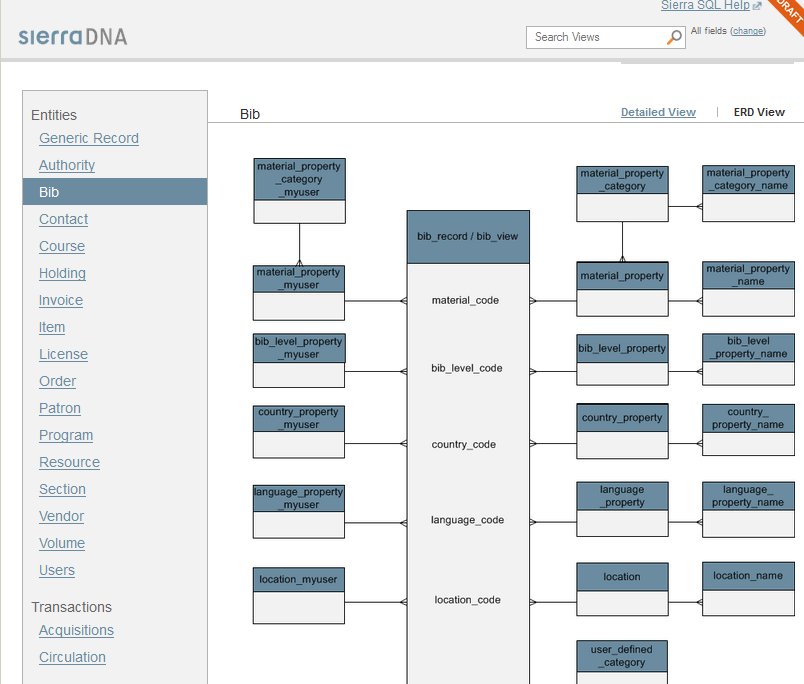 Sierra SQL Help
DRAFT
sierraDNA
Search Views
All fields (change)
Entities
Generic Record
Authority
Bib
Contact
Course
Holding
Invoice
Item
License
Order
Patron
Program
Resource
Section
Vendor
Volume
Users
Transactions
Acquisitions
Circulation
Bib
Detailed View | ERD View
material_property
_category
_myuser
material_property
_myuser
bib_level_property
_myuser
country_property
_myuser
language_property
_myuser
location_myuser
bib_record / bib_view
material_code
bib_level_code
country_code
language_code
location_code
material_property
_category
material_property
_category_name
material_property
material_property
_name
bib_level_property
bib_level
_property_name
country_property
country_
property_name
language
_property
language_
property_name
location
location_name
user_defined
_category